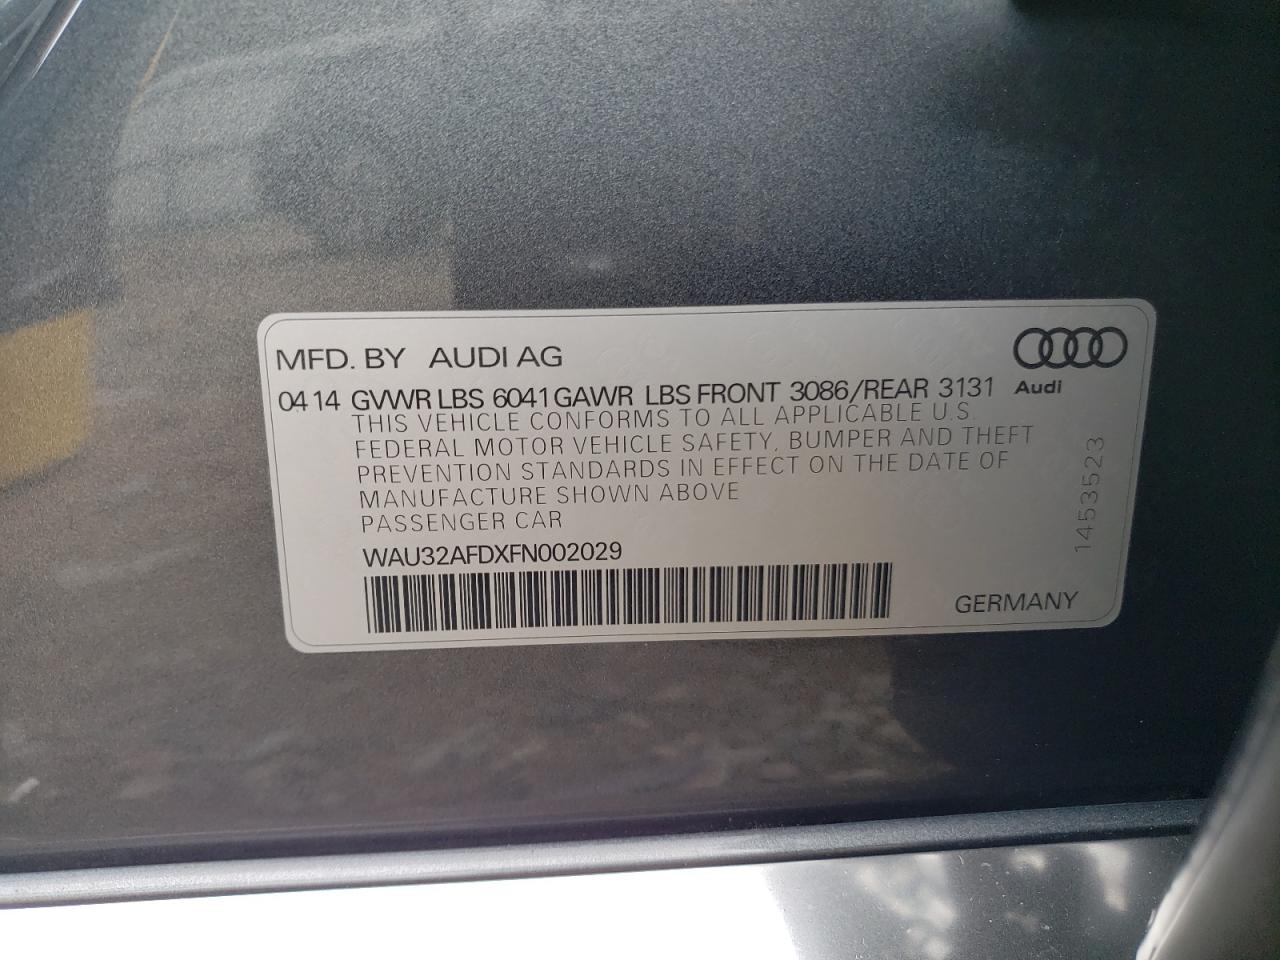 MFD. BY AUDI AG
Audi
04 14 GVWR LBS 6041 GAWR LBS FRONT 3086/REAR 3131
THIS VEHICLE CONFORMS TO ALL APPLICABLE U.S.
FEDERAL MOTOR VEHICLE SAFETY, BUMPER AND THEFT
PREVENTION STANDARDS IN EFFECT ON THE DATE OF
MANUFACTURE SHOWN ABOVE
PASSENGER CAR
WAU32AFDXFN002029
1453523
GERMANY